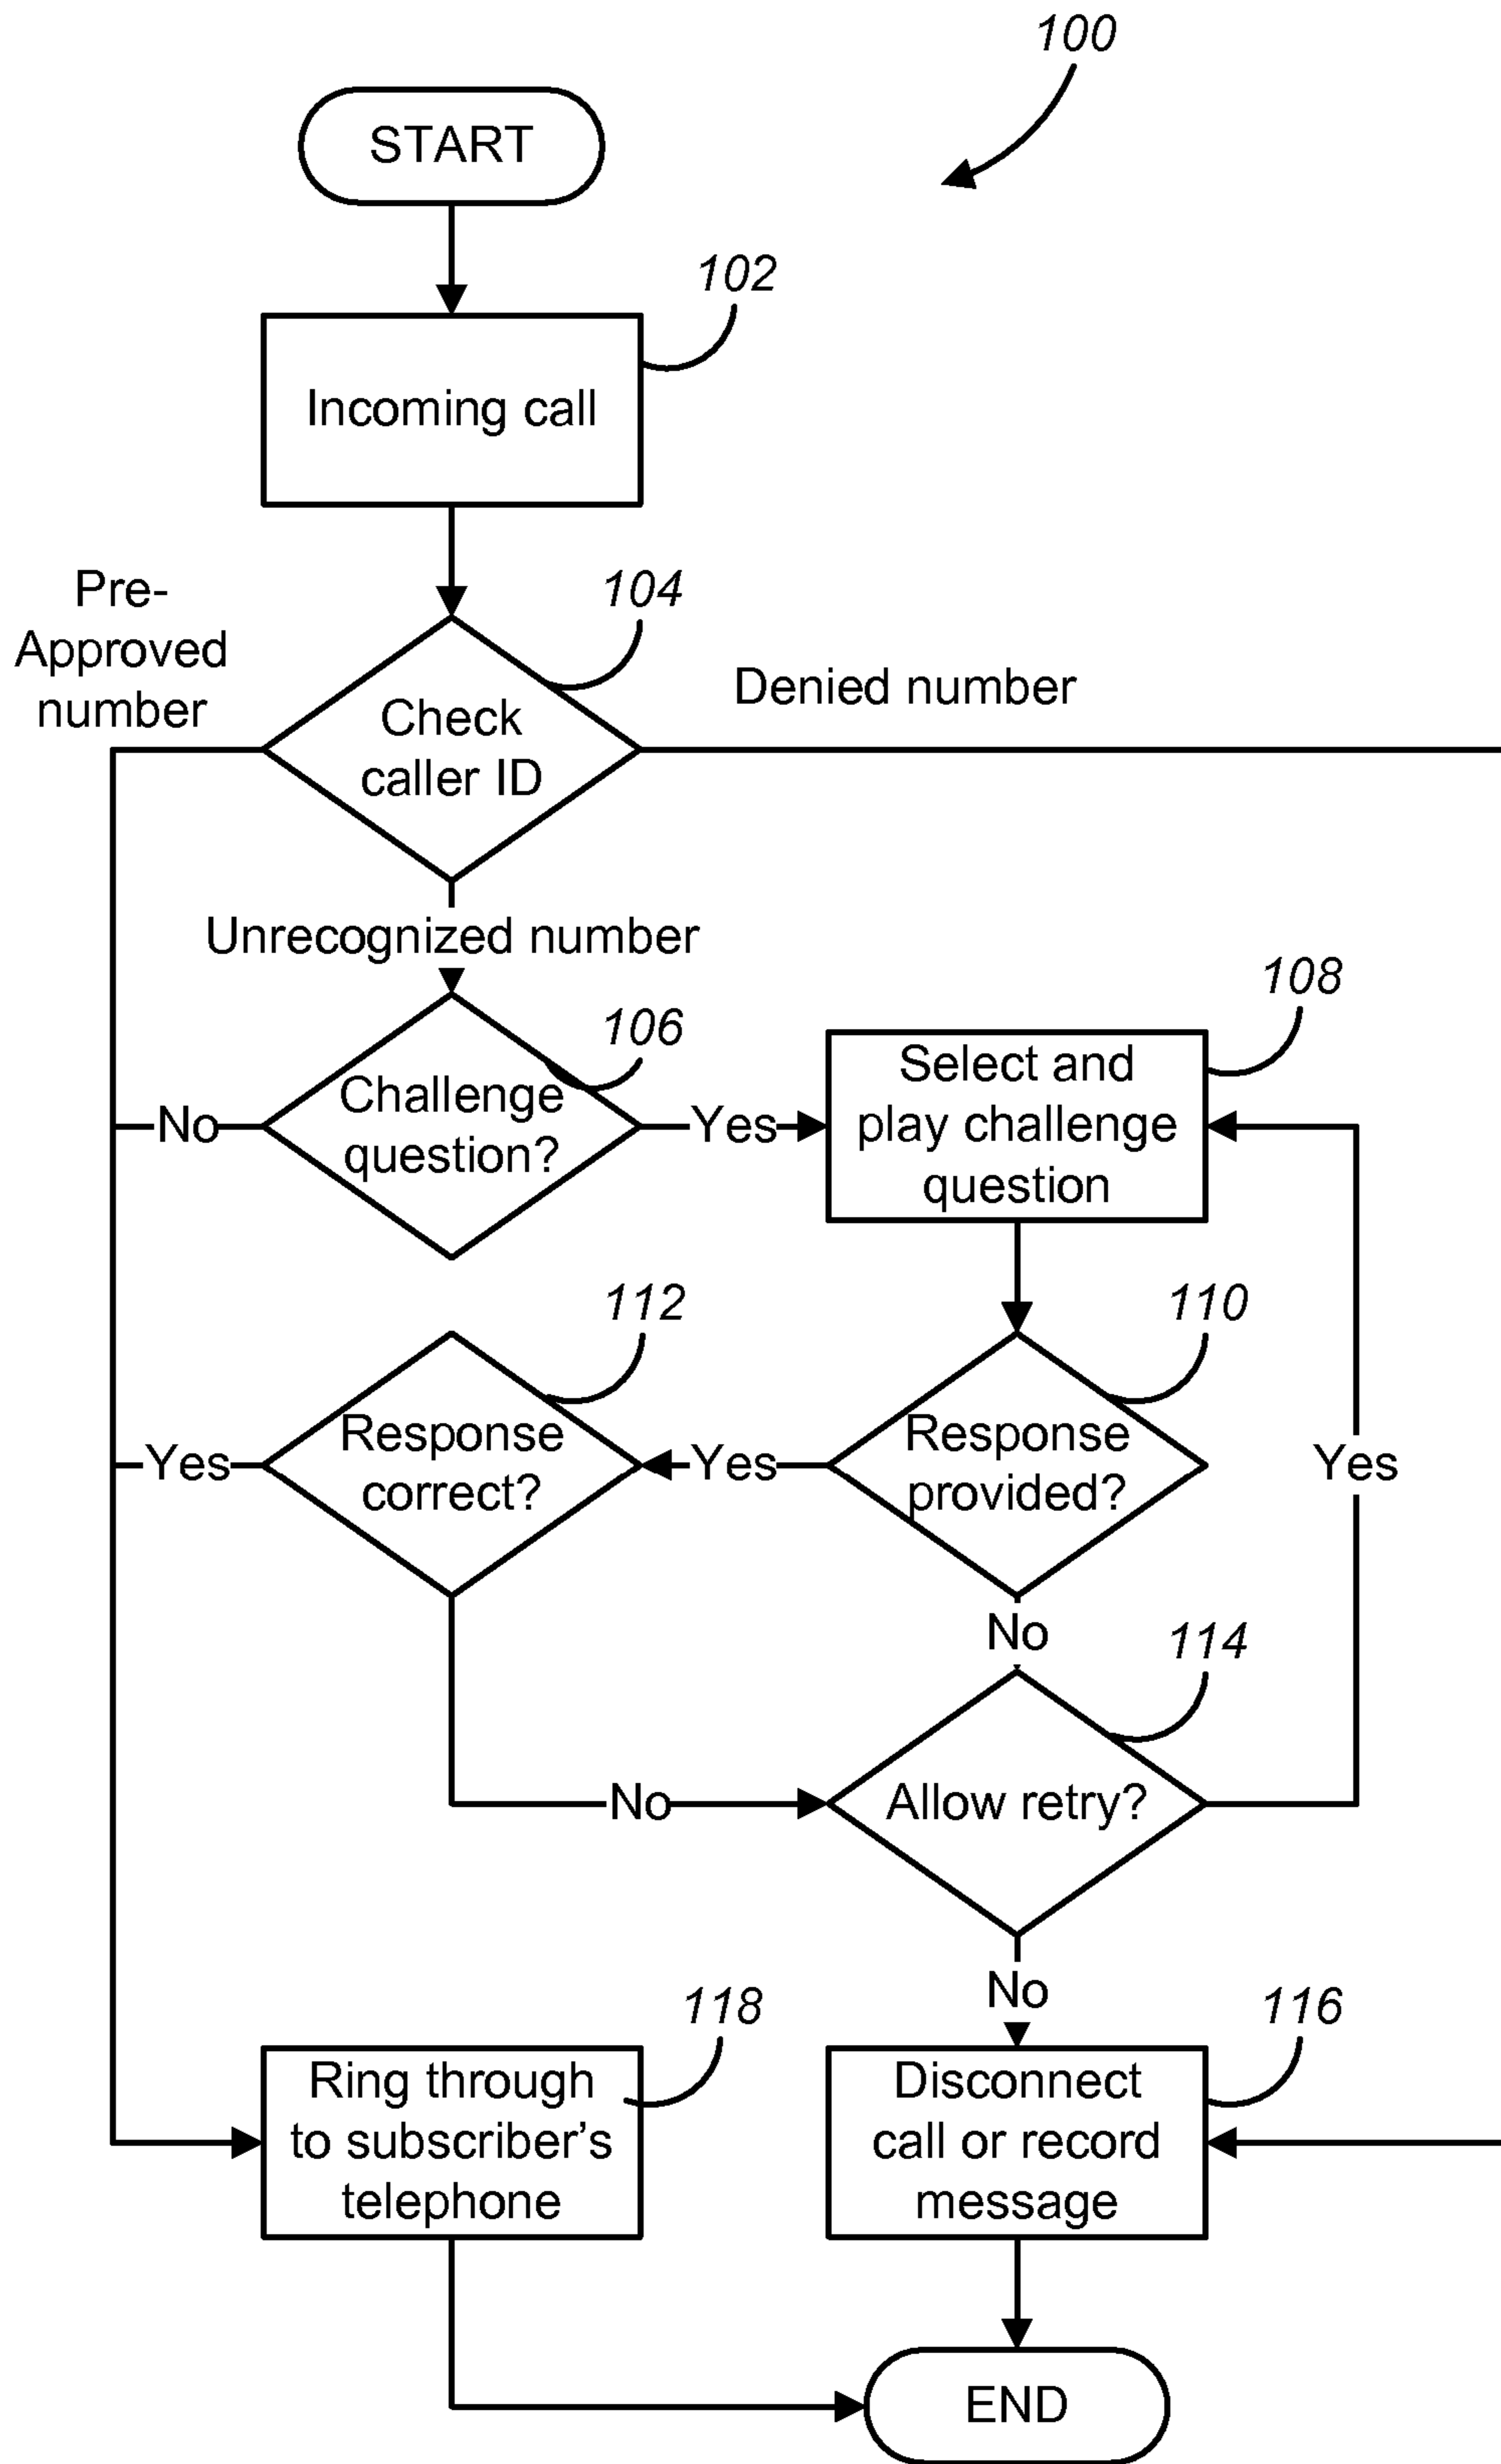 100
START
102
Incoming call
Pre-
Approved
number
104
Denied number
Check
caller ID
Unrecognized number
106
108
Challenge
question?
No
Yes
Select and
play challenge
question
112
110
Response
correct?
Yes
Yes
Response
provided?
Yes
No
114
No
Allow retry?
No
118
116
Ring through
to subscriber’s
telephone
Disconnect
call or record
message
END